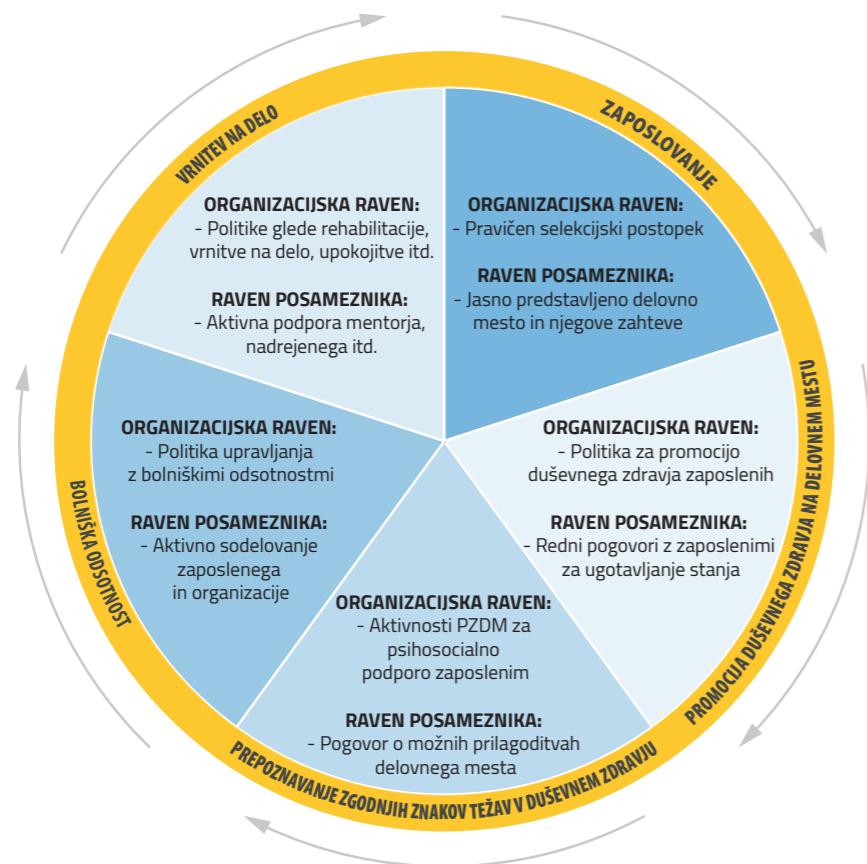 ZAPOSLOVANJE
ORGANIZACIJSKA RAVEN:
- Pravičen selekcijski postopek
RAVEN POSAMEZNIKA:
- Jasno predstavljeno delovno
mesto in njegove zahteve
PROMOCIJA DUŠEVNEGA ZDRAVJA NA DELOVNEM MESTU
ORGANIZACIJSKA RAVEN:
- Politika za promocijo
duševnega zdravja zaposlenih
RAVEN POSAMEZNIKA:
- Redni pogovori z zaposlenimi
za ugotavljanje stanja
PREPOZNAVANJE ZGODNJIH ZNAKOV TEŽAV V DUŠEVNEM ZDRAVJU
ORGANIZACIJSKA RAVEN:
- Aktivnosti PZDM za
psihosocialno
podporo zaposlenim
RAVEN POSAMEZNIKA:
- Pogovor o možnih prilagoditvah
delovnega mesta
BOLNIŠKA ODSOTNOST
ORGANIZACIJSKA RAVEN:
- Politika upravljanja
z bolniškimi odsotnostmi
RAVEN POSAMEZNIKA:
- Aktivno sodelovanje
zaposlenega
in organizacije
VRNITEV NA DELO
ORGANIZACIJSKA RAVEN:
- Politike glede rehabilitacije,
vrnitve na delo, upokojitve itd.
RAVEN POSAMEZNIKA:
- Aktivna podpora mentorja,
nadrejenega itd.